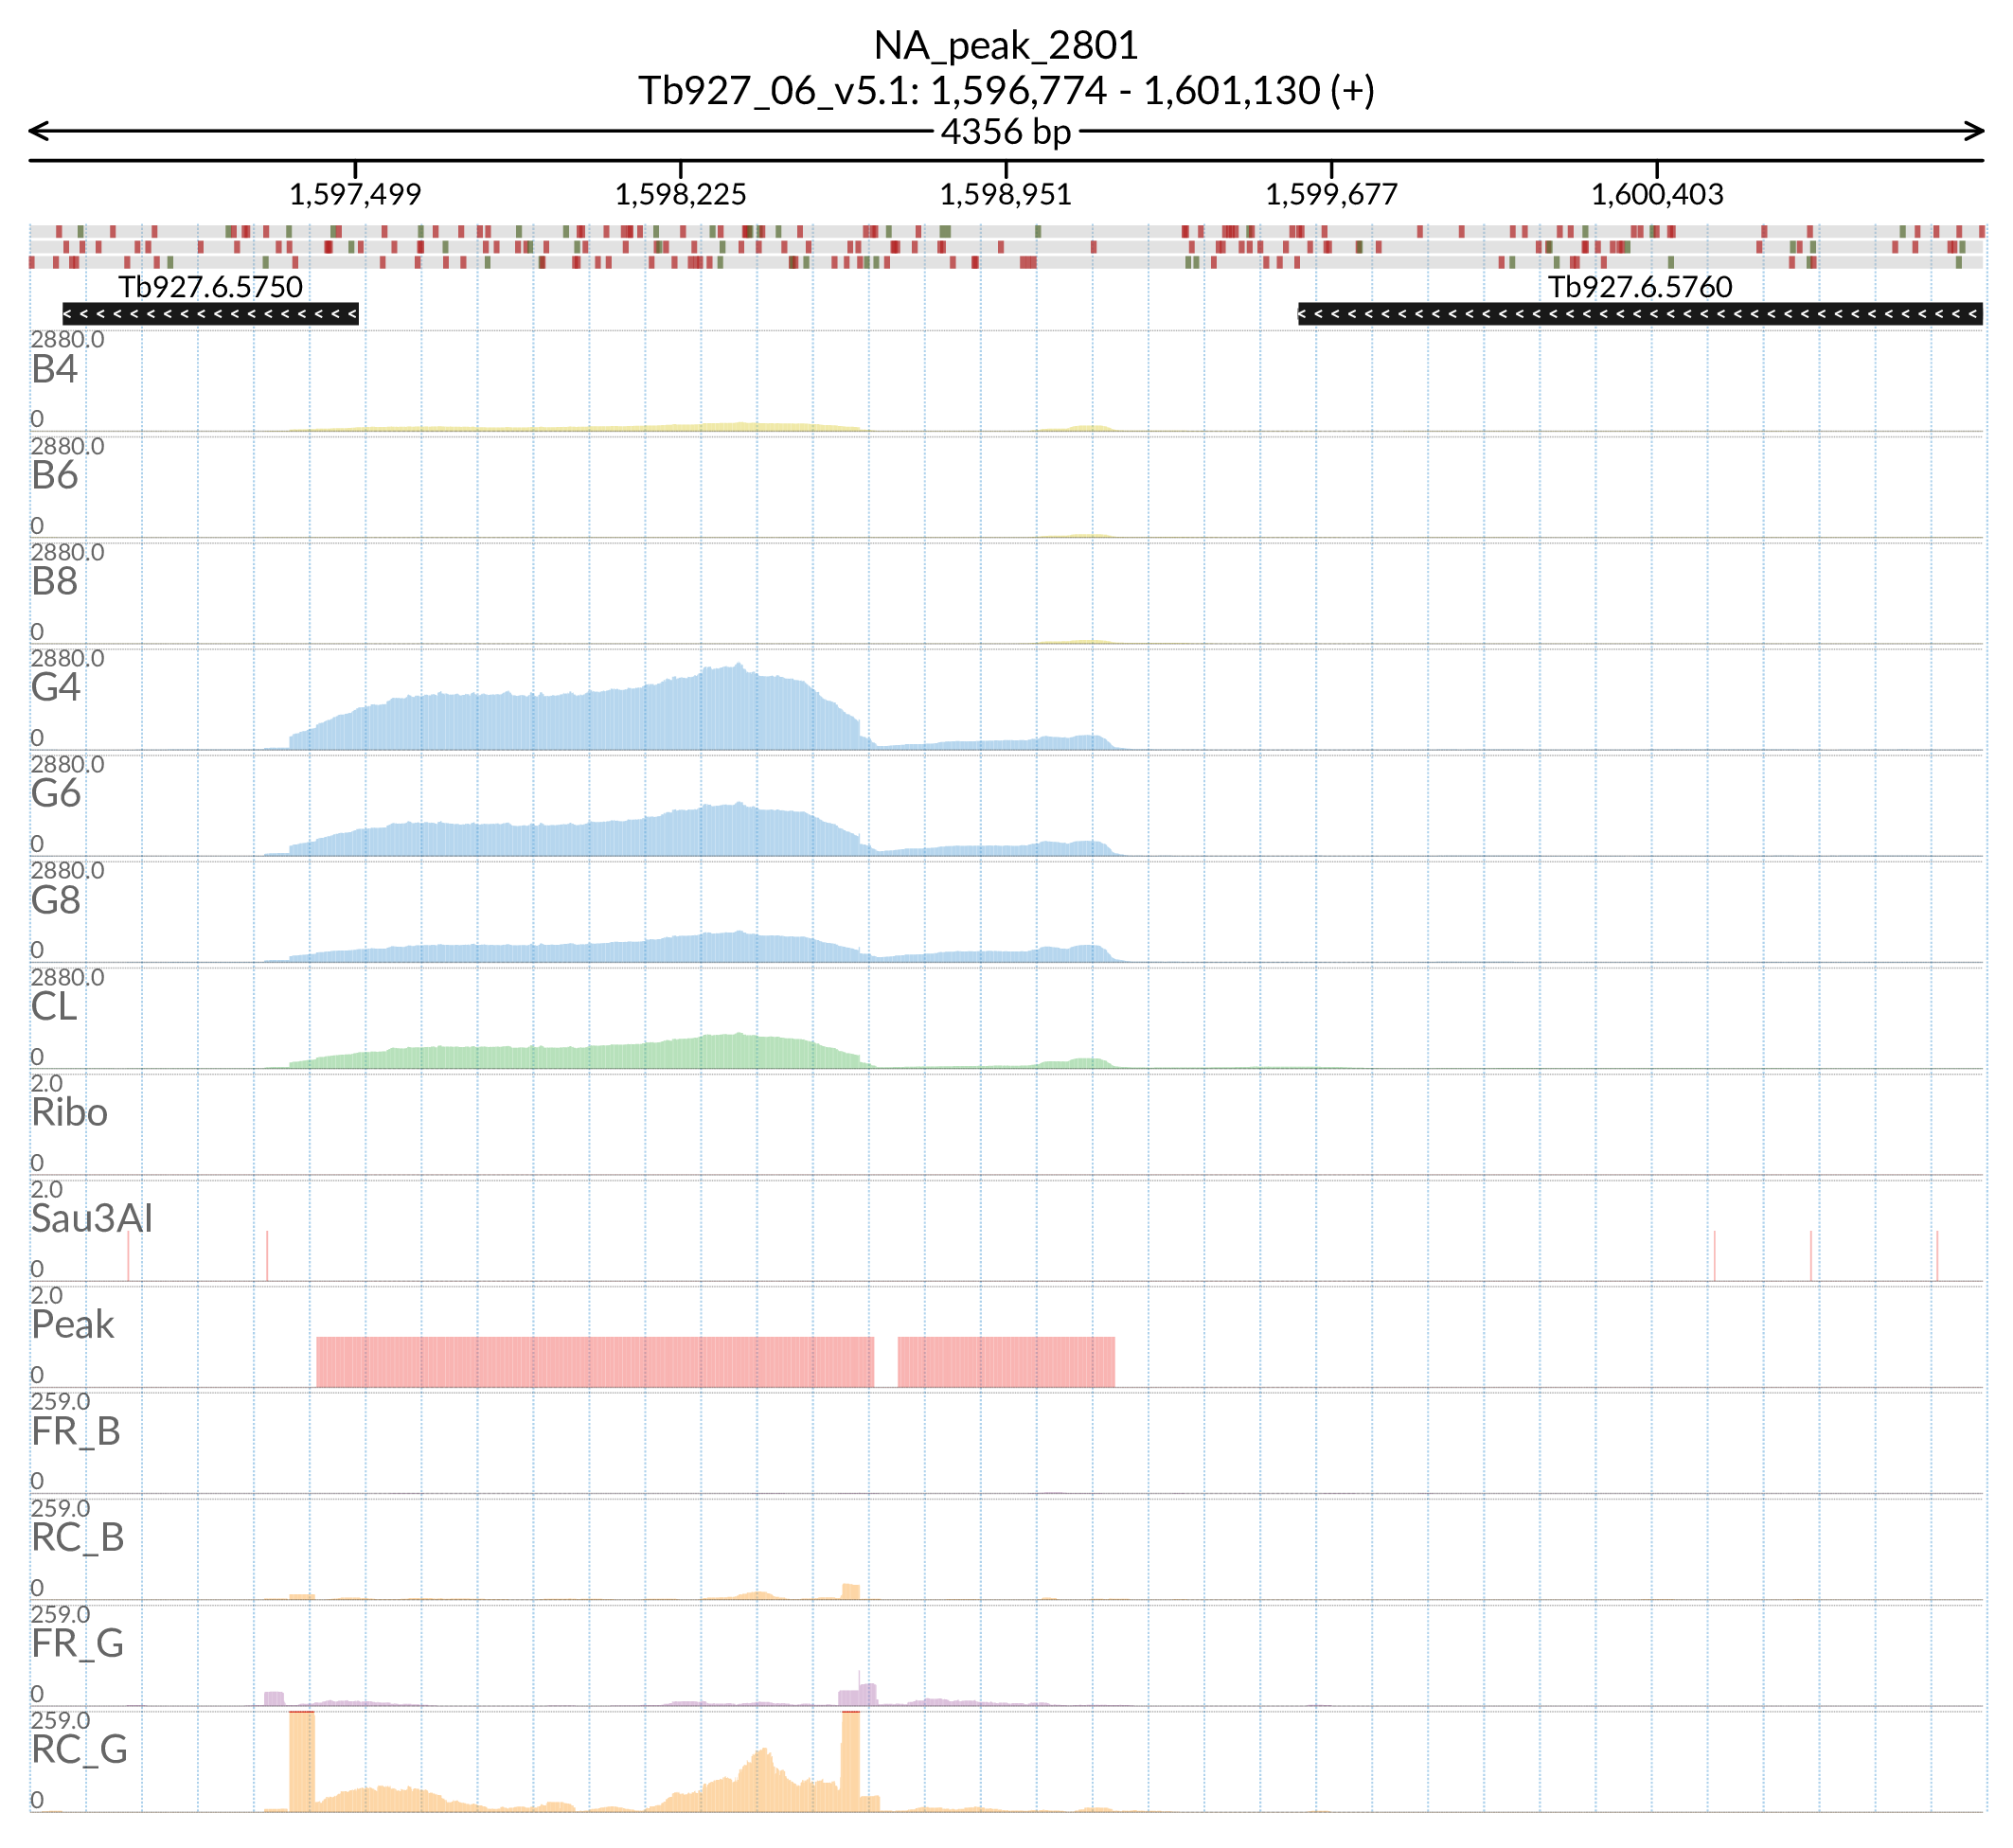 NA_peak_2801
Tb927_06_v5.1: 1,596,774 - 1,601,130 (+)
4356 bp
1,597,499 1,598,225 1,598,951 1,599,677 1,600,403
Tb927.6.5750 Tb927.6.5760
2880.0
B4
0
2880.0
B6
0
2880.0
B8
0
2880.0
G4
0
2880.0
G6
0
2880.0
G8
0
2880.0
CL
0
2.0
Ribo
0
2.0
Sau3AI
0
2.0
Peak
0
259.0
FR_B
0
259.0
RC_B
0
259.0
FR_G
0
259.0
RC_G
0